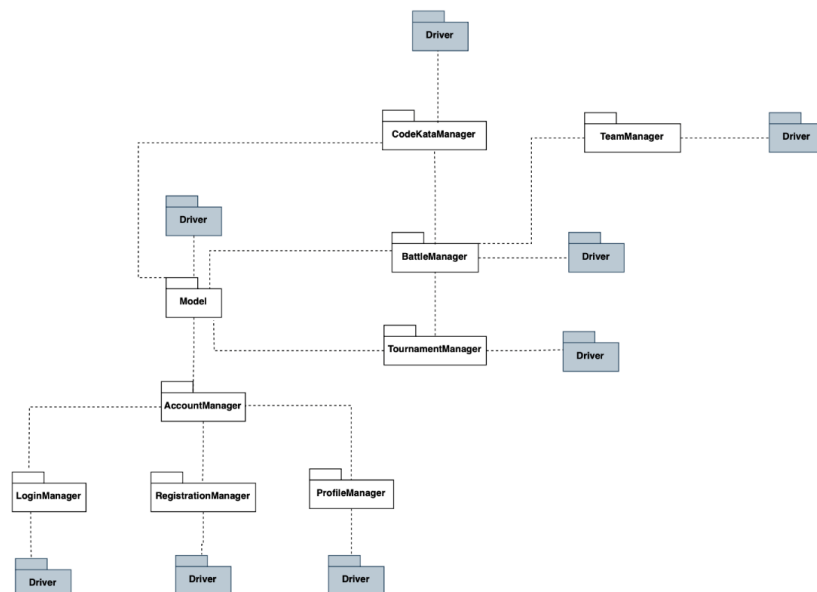 Driver
CodeKataManager
TeamManager
Driver
Driver
BattleManager
Driver
Model
TournamentManager
Driver
AccountManager
LoginManager
RegistrationManager
ProfileManager
Driver
Driver
Driver